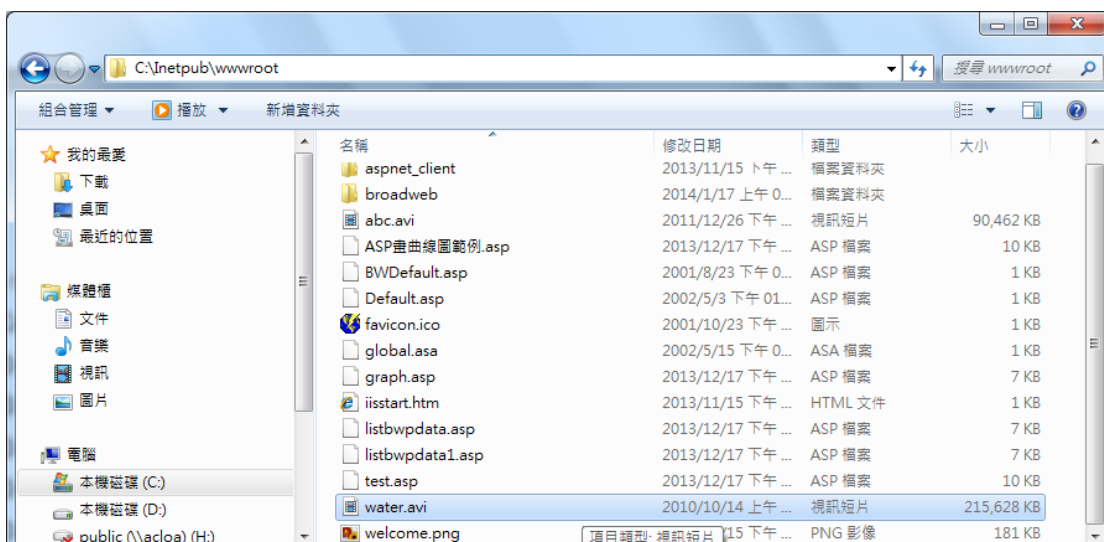 C:\Inetpub\wwwroot
搜尋 wwwroot
組合管理 播放 新增資料夾
我的最愛
下載
桌面
最近的位置
媒體櫃
文件
音樂
視訊
圖片
電腦
本機磁碟 (C:)
本機磁碟 (D:)
public (\\acloa) (H:)
名稱 修改日期 類型 大小
aspnet_client 2013/11/15 下午 ... 檔案資料夾
broadweb 2014/1/17 上午 0... 檔案資料夾
abc.avi 2011/12/26 下午 ... 視訊短片 90,462 KB
ASP畫曲線圖範例.asp 2013/12/17 下午 ... ASP 檔案 10 KB
BWDefault.asp 2001/8/23 下午 0... ASP 檔案 1 KB
Default.asp 2002/5/3 下午 01... ASP 檔案 1 KB
favicon.ico 2001/10/23 下午 ... 圖示 1 KB
global.asa 2002/5/15 下午 0... ASA 檔案 1 KB
graph.asp 2013/12/17 下午 ... ASP 檔案 7 KB
iisstart.htm 2013/11/15 下午 ... HTML 文件 1 KB
listbwpdata.asp 2013/12/17 下午 ... ASP 檔案 7 KB
listbwpdata1.asp 2013/12/17 下午 ... ASP 檔案 7 KB
test.asp 2013/12/17 下午 ... ASP 檔案 10 KB
water.avi 2010/10/14 上午 ... 視訊短片 215,628 KB
welcome.png /15 下午 ... PNG 影像 181 KB
項目類型: 視訊短片